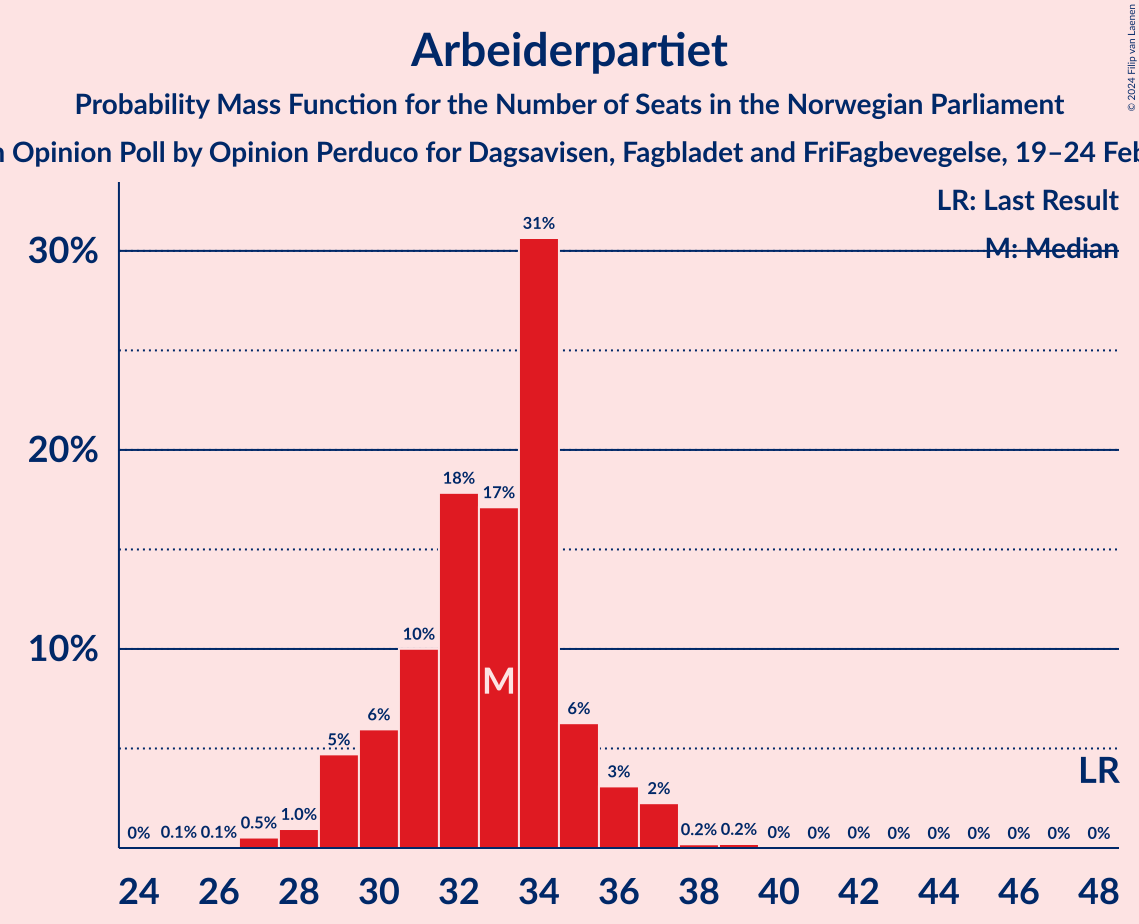 Arbeiderpartiet
Probability Mass Function for the Number of Seats in the Norwegian Parliament
Opinion Poll by Opinion Perduco for Dagsavisen, Fagbladet and FriFagbevegelse, 19–24 Feb
© 2024 Filip van Laenen
LR: Last Result
M: Median
30%
20%
10%
31%
18%
17%
10%
6%
6%
5%
3%
2%
0% 0.1% 0.1% 0.5% 1.0% 0.2% 0.2% 0% 0% 0% 0% 0% 0% 0% 0% 0%
M
LR
24 26 28 30 32 34 36 38 40 42 44 46 48